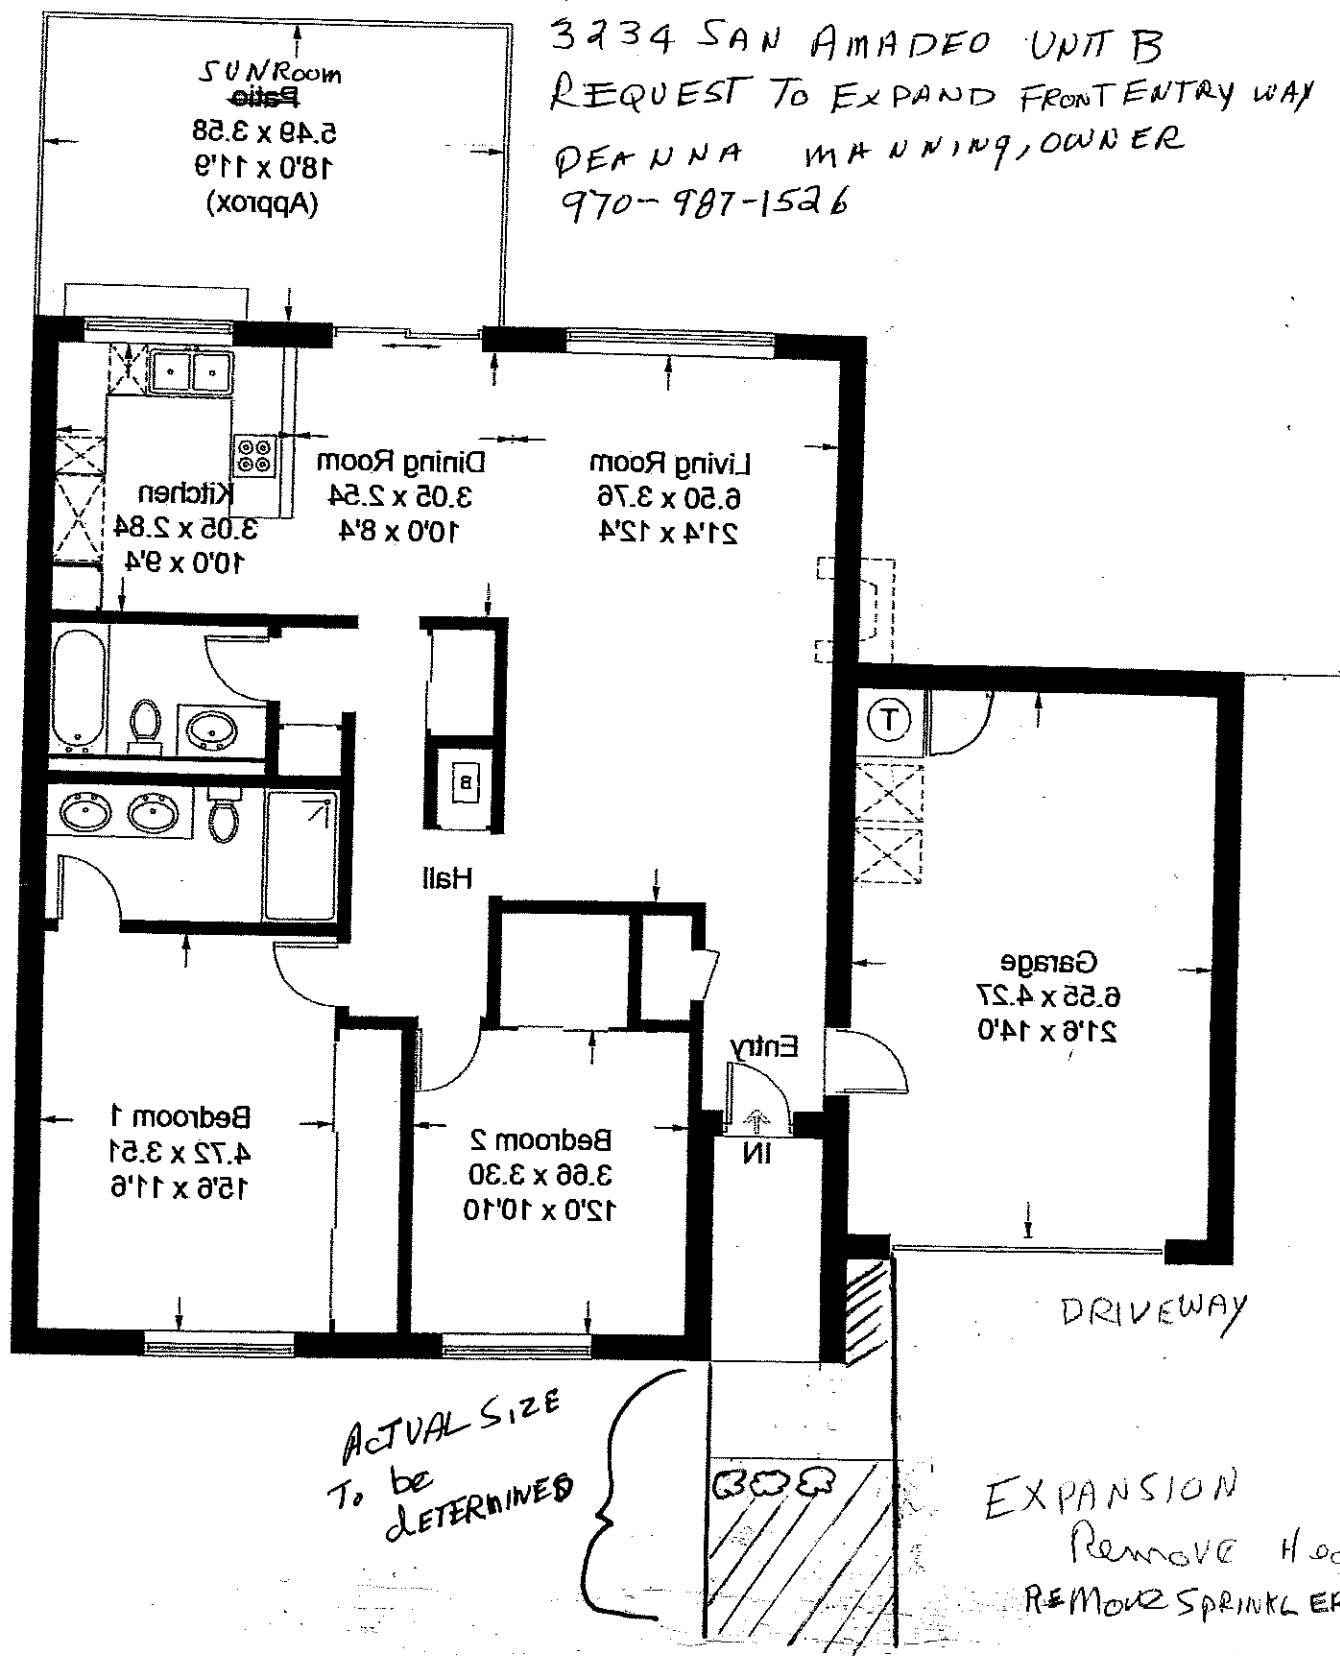 3234 SAN AMADEO UNIT B
REQUEST TO EXPAND FRONT ENTRY WAY
DEANNA MANNING, OWNER
970-987-1526
SUNROOM
Patio
5.49 x 3.58
18'0 x 11'9
(Approx)
Kitchen
3.05 x 2.84
10'0 x 9'4
Dining Room
3.05 x 2.54
10'0 x 8'4
Living Room
6.50 x 3.76
21'4 x 12'4
T
B
Hall
Garage
6.55 x 4.27
21'6 x 14'0
Entry
IN
Bedroom 1
4.72 x 3.51
15'6 x 11'6
Bedroom 2
3.66 x 3.30
12'0 x 10'10
DRIVEWAY
ACTUAL SIZE
To be
dETERMINED
EXPANSION
Remove
REMOVE SPRINKLER